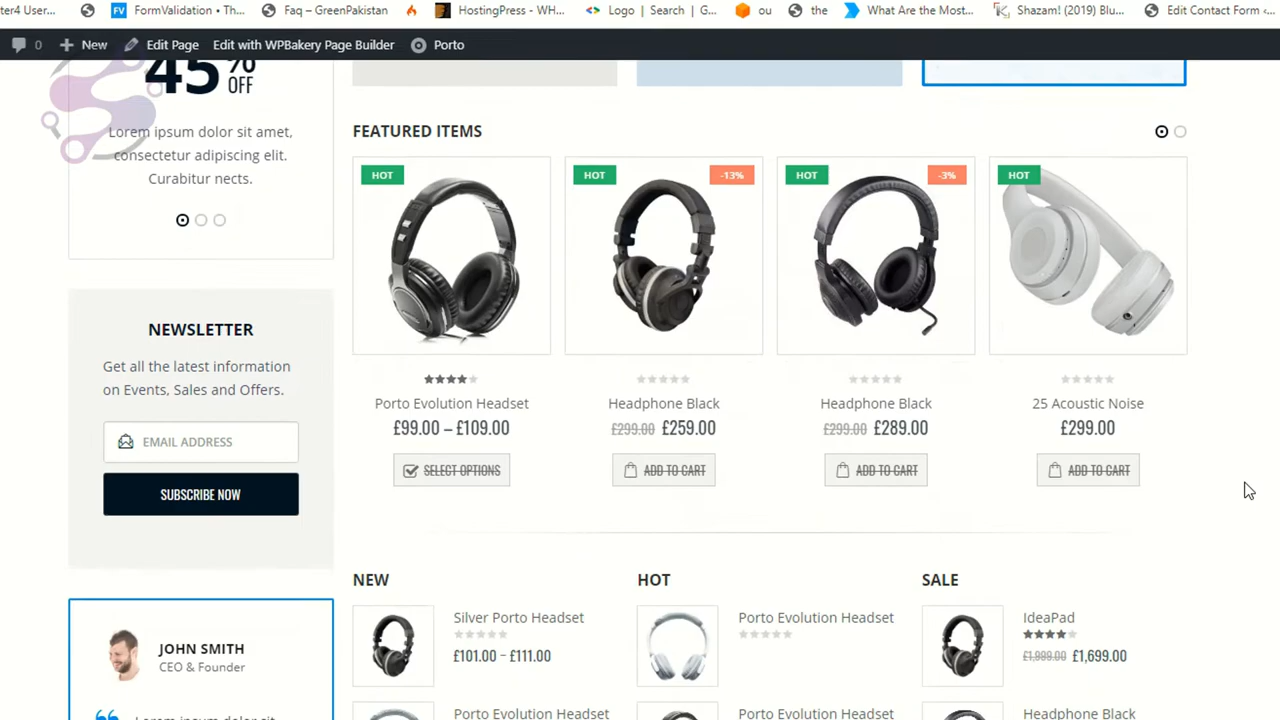 ter4 User...
FormValidation • Th...
Faq – GreenPakistan
HostingPress - WH...
Logo | Search | G...
ou
the
What Are the Most...
Shazam! (2019) Blu...
Edit Contact Form ‹...
0
New
Edit Page
Edit with WPBakery Page Builder
Porto
45% OFF
Lorem ipsum dolor sit amet,
consectetur adipiscing elit.
Curabitur nects.
NEWSLETTER
Get all the latest information
on Events, Sales and Offers.
EMAIL ADDRESS
SUBSCRIBE NOW
JOHN SMITH
CEO & Founder
Lorem ipsum dolor sit
FEATURED ITEMS
HOT
Porto Evolution Headset
£99.00 – £109.00
SELECT OPTIONS
HOT
-13%
Headphone Black
£299.00 £259.00
ADD TO CART
HOT
-3%
Headphone Black
£299.00 £289.00
ADD TO CART
HOT
25 Acoustic Noise
£299.00
ADD TO CART
NEW
Silver Porto Headset
£101.00 – £111.00
Porto Evolution Headset
HOT
Porto Evolution Headset
Porto Evolution Headset
SALE
IdeaPad
£1,999.00 £1,699.00
Headphone Black